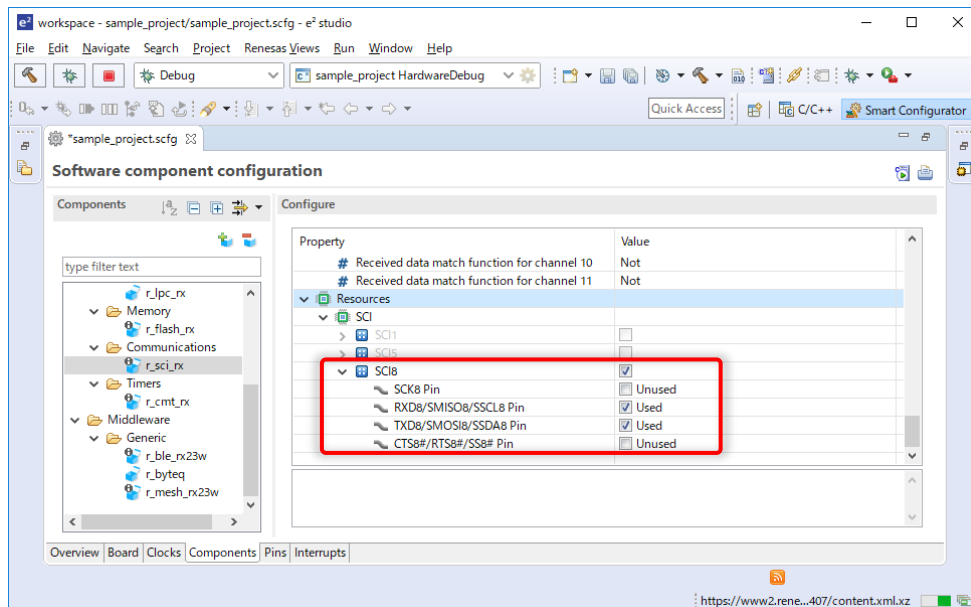 workspace - sample_project/sample_project.scfg - e² studio
File Edit Navigate Search Project Renesas Views Run Window Help
Debug
sample_project HardwareDebug
Quick Access
C/C++
Smart Configurator
*sample_project.scfg
Software component configuration
Components
Configure
type filter text
r_lpc_rx
Memory
r_flash_rx
Communications
r_sci_rx
Timers
r_cmt_rx
Middleware
Generic
r_ble_rx23w
r_byteq
r_mesh_rx23w
Property Value
# Received data match function for channel 10 Not
# Received data match function for channel 11 Not
Resources
SCI
SCI1
SCI5
SCI8
SCK8 Pin Unused
RXD8/SMISO8/SSCL8 Pin Used
TXD8/SMOSI8/SSDA8 Pin Used
CTS8#/RTS8#/SS8# Pin Unused
Overview Board Clocks Components Pins Interrupts
https://www2.rene...407/content.xml.xz